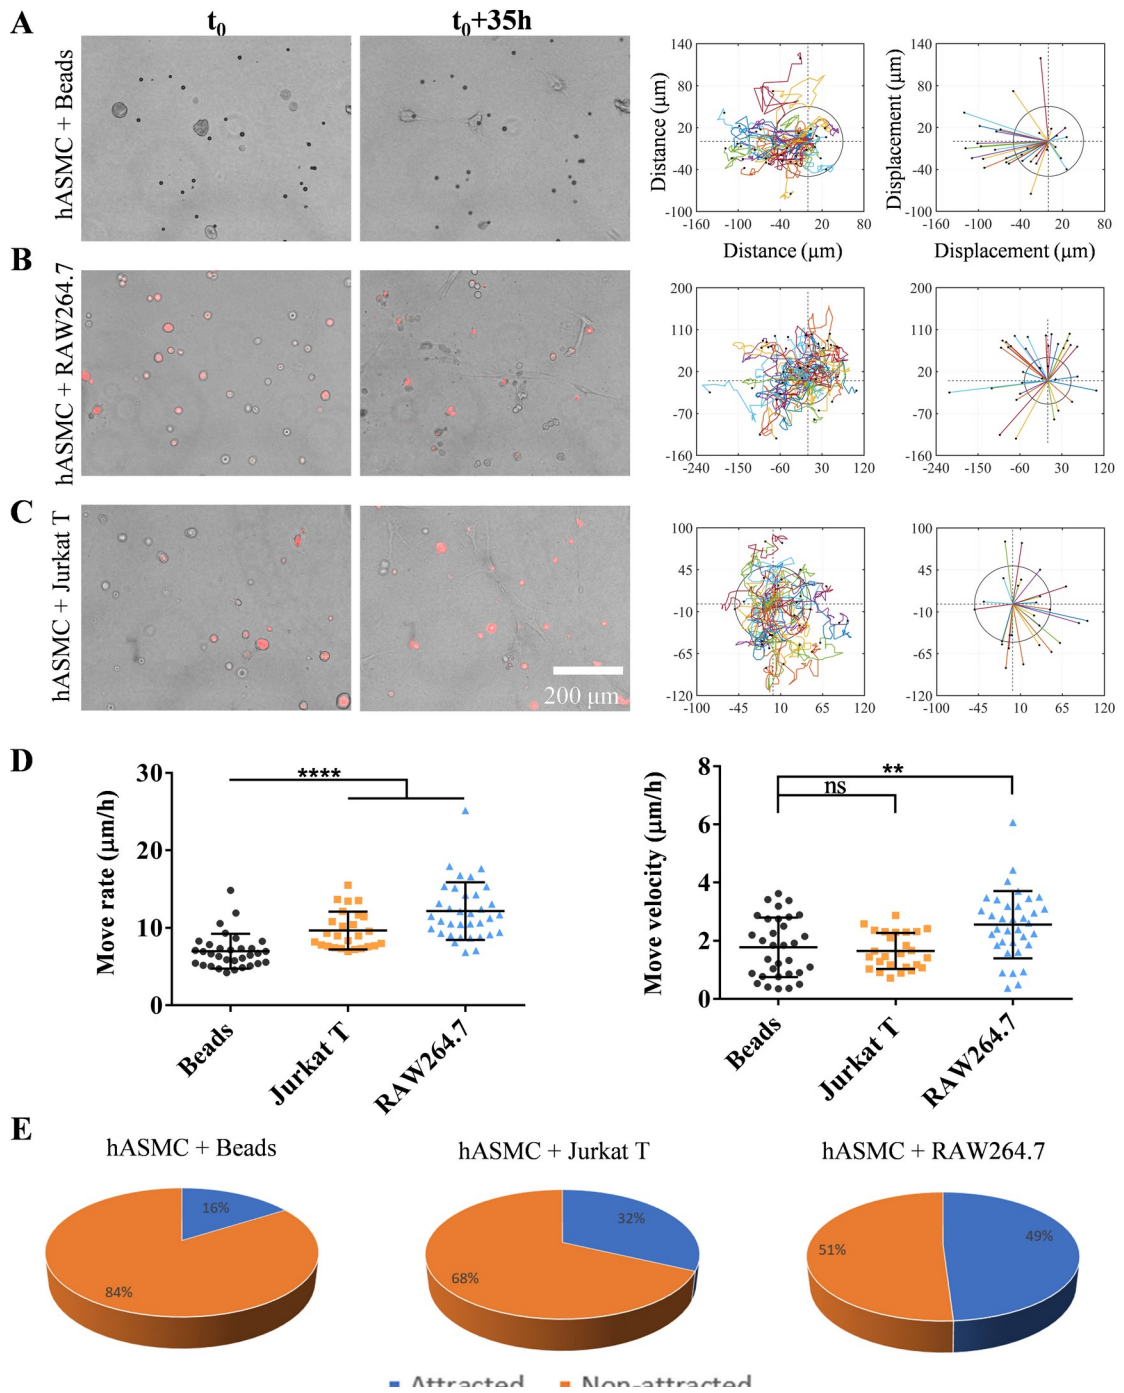 A
t0
t0+35h
hASMC + Beads
Distance (μm)
140
80
20
-40
-100
-160 -100 -40 20 80
Distance (μm)
Displacement (μm)
140
80
20
-40
-100
-160 -100 -40 20 80
Displacement (μm)
B
hASMC + RAW264.7
200
110
20
-70
-160
-240 -150 -60 30 120
200
110
20
-70
-160
-240 -150 -60 30 120
C
hASMC + Jurkat T
200 μm
100
45
-10
-65
-120
-100 -45 10 65 120
100
45
-10
-65
-120
-100 -45 10 65 120
D
Move rate (μm/h)
30
20
10
0
****
Beads
Jurkat T
RAW264.7
Move velocity (μm/h)
8
6
4
2
0
**
ns
Beads
Jurkat T
RAW264.7
E
hASMC + Beads
16%
84%
hASMC + Jurkat T
32%
68%
hASMC + RAW264.7
49%
51%
Attracted Non-attracted